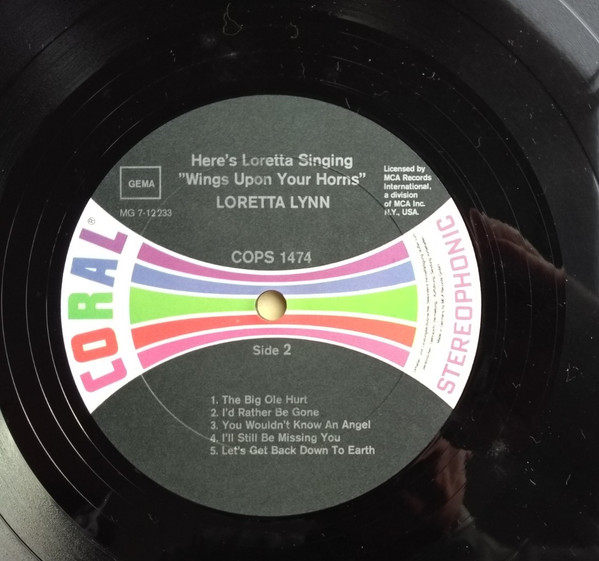 Here's Loretta Singing
"Wings Upon Your Horns"
LORETTA LYNN
GEMA
MG 7-12 233
Licensed by
MCA Records
International,
a division
of MCA Inc.
N.Y., USA.
CORAL®
COPS 1474
STEREOPHONIC
Side 2
1. The Big Ole Hurt
2. I'd Rather Be Gone
3. You Wouldn't Know An Angel
4. I'll Still Be Missing You
5. Let's Get Back Down To Earth